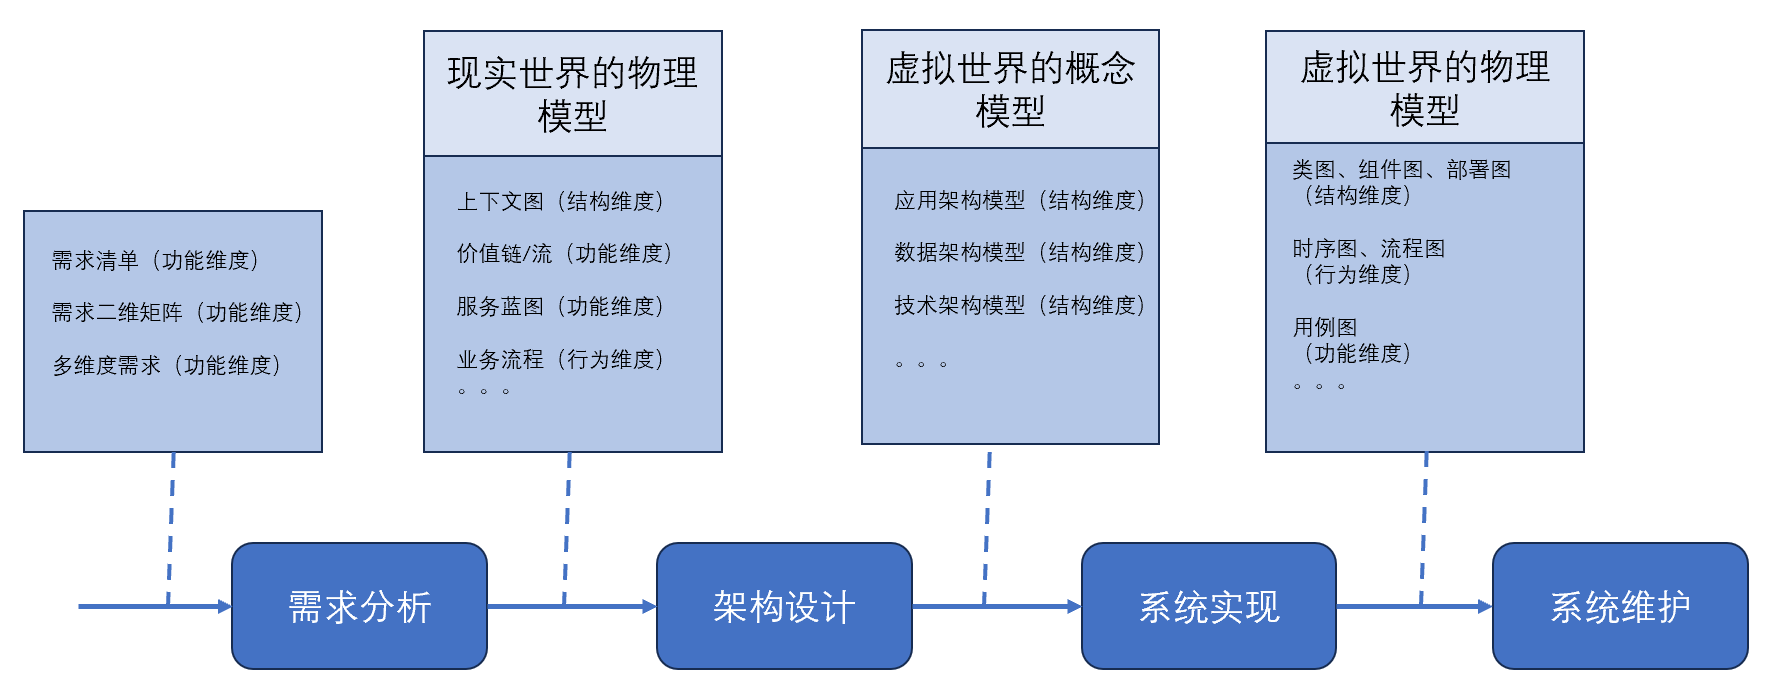 需求清单（功能维度）
需求二维矩阵（功能维度）
多维度需求（功能维度）
现实世界的物理
模型
上下文图（结构维度）
价值链/流（功能维度）
服务蓝图（功能维度）
业务流程（行为维度）
。。。
虚拟世界的概念
模型
应用架构模型（结构维度）
数据架构模型（结构维度）
技术架构模型（结构维度）
。。。
虚拟世界的物理
模型
类图、组件图、部署图
（结构维度）
时序图、流程图
（行为维度）
用例图
（功能维度）
。。。
需求分析
架构设计
系统实现
系统维护